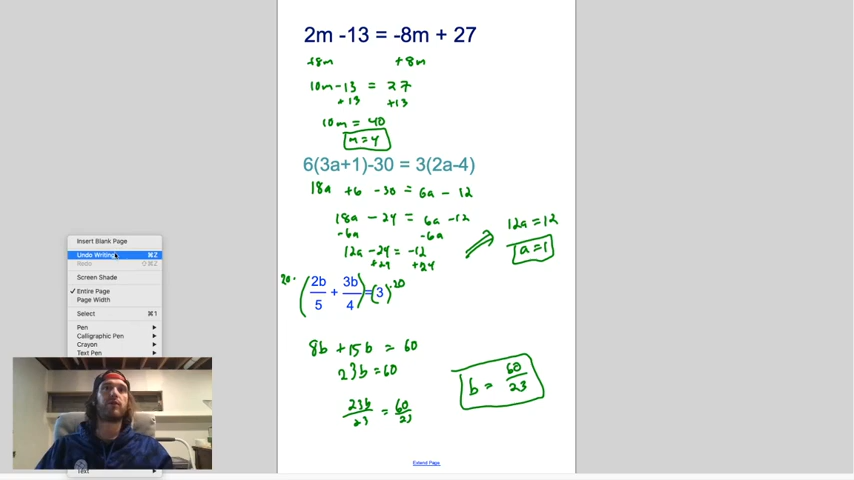 2m -13 = -8m + 27
+8m +8m
10m - 13 = 27
+13 +13
10m = 40
m = 4
6(3a+1)-30 = 3(2a-4)
18a +6 -30 = 6a - 12
18a - 24 = 6a -12
-6a -6a
12a - 24 = -12
+24 +24
12a = 12
a = 1
20· (2b/5 + 3b/4) = (3) ·20
8b + 15b = 60
23b = 60
23b/23 = 60/23
b = 60/23
Extend Page
Insert Blank Page
Undo Writing ⌘Z
Redo ⇧⌘Z
Screen Shade
✓ Entire Page
Page Width
Select ⌘1
Pen
Calligraphic Pen
Crayon
Text Pen
Text